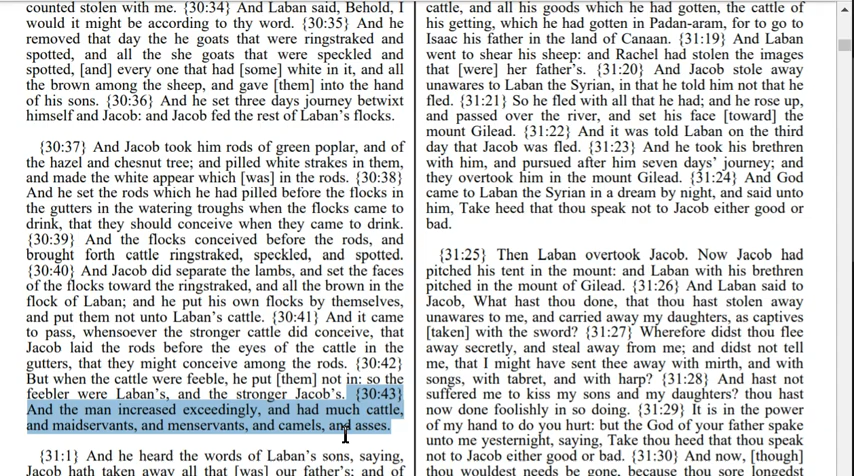 counted stolen with me. {30:34} And Laban said, Behold, I
would it might be according to thy word. {30:35} And he
removed that day the he goats that were ringstraked and
spotted, and all the she goats that were speckled and
spotted, [and] every one that had [some] white in it, and all
the brown among the sheep, and gave [them] into the hand
of his sons. {30:36} And he set three days journey betwixt
himself and Jacob: and Jacob fed the rest of Laban's flocks.
{30:37} And Jacob took him rods of green poplar, and of
the hazel and chesnut tree; and pilled white strakes in them,
and made the white appear which [was] in the rods. {30:38}
And he set the rods which he had pilled before the flocks in
the gutters in the watering troughs when the flocks came to
drink, that they should conceive when they came to drink.
{30:39} And the flocks conceived before the rods, and
brought forth cattle ringstraked, speckled, and spotted.
{30:40} And Jacob did separate the lambs, and set the faces
of the flocks toward the ringstraked, and all the brown in the
flock of Laban; and he put his own flocks by themselves,
and put them not unto Laban's cattle. {30:41} And it came
to pass, whensoever the stronger cattle did conceive, that
Jacob laid the rods before the eyes of the cattle in the
gutters, that they might conceive among the rods. {30:42}
But when the cattle were feeble, he put [them] not in: so the
feebler were Laban's, and the stronger Jacob's. {30:43}
And the man increased exceedingly, and had much cattle,
and maidservants, and menservants, and camels, and asses.
{31:1} And he heard the words of Laban's sons, saying,
Jacob hath taken away all that [was] our father's; and of
cattle, and all his goods which he had gotten, the cattle of
his getting, which he had gotten in Padan-aram, for to go to
Isaac his father in the land of Canaan. {31:19} And Laban
went to shear his sheep: and Rachel had stolen the images
that [were] her father's. {31:20} And Jacob stole away
unawares to Laban the Syrian, in that he told him not that he
fled. {31:21} So he fled with all that he had; and he rose up,
and passed over the river, and set his face [toward] the
mount Gilead. {31:22} And it was told Laban on the third
day that Jacob was fled. {31:23} And he took his brethren
with him, and pursued after him seven days' journey; and
they overtook him in the mount Gilead. {31:24} And God
came to Laban the Syrian in a dream by night, and said unto
him, Take heed that thou speak not to Jacob either good or
bad.
{31:25} Then Laban overtook Jacob. Now Jacob had
pitched his tent in the mount: and Laban with his brethren
pitched in the mount of Gilead. {31:26} And Laban said to
Jacob, What hast thou done, that thou hast stolen away
unawares to me, and carried away my daughters, as captives
[taken] with the sword? {31:27} Wherefore didst thou flee
away secretly, and steal away from me; and didst not tell
me, that I might have sent thee away with mirth, and with
songs, with tabret, and with harp? {31:28} And hast not
suffered me to kiss my sons and my daughters? thou hast
now done foolishly in so doing. {31:29} It is in the power
of my hand to do you hurt: but the God of your father spake
unto me yesternight, saying, Take thou heed that thou speak
not to Jacob either good or bad. {31:30} And now, [though]
thou wouldest needs be gone, because thou sore longedst